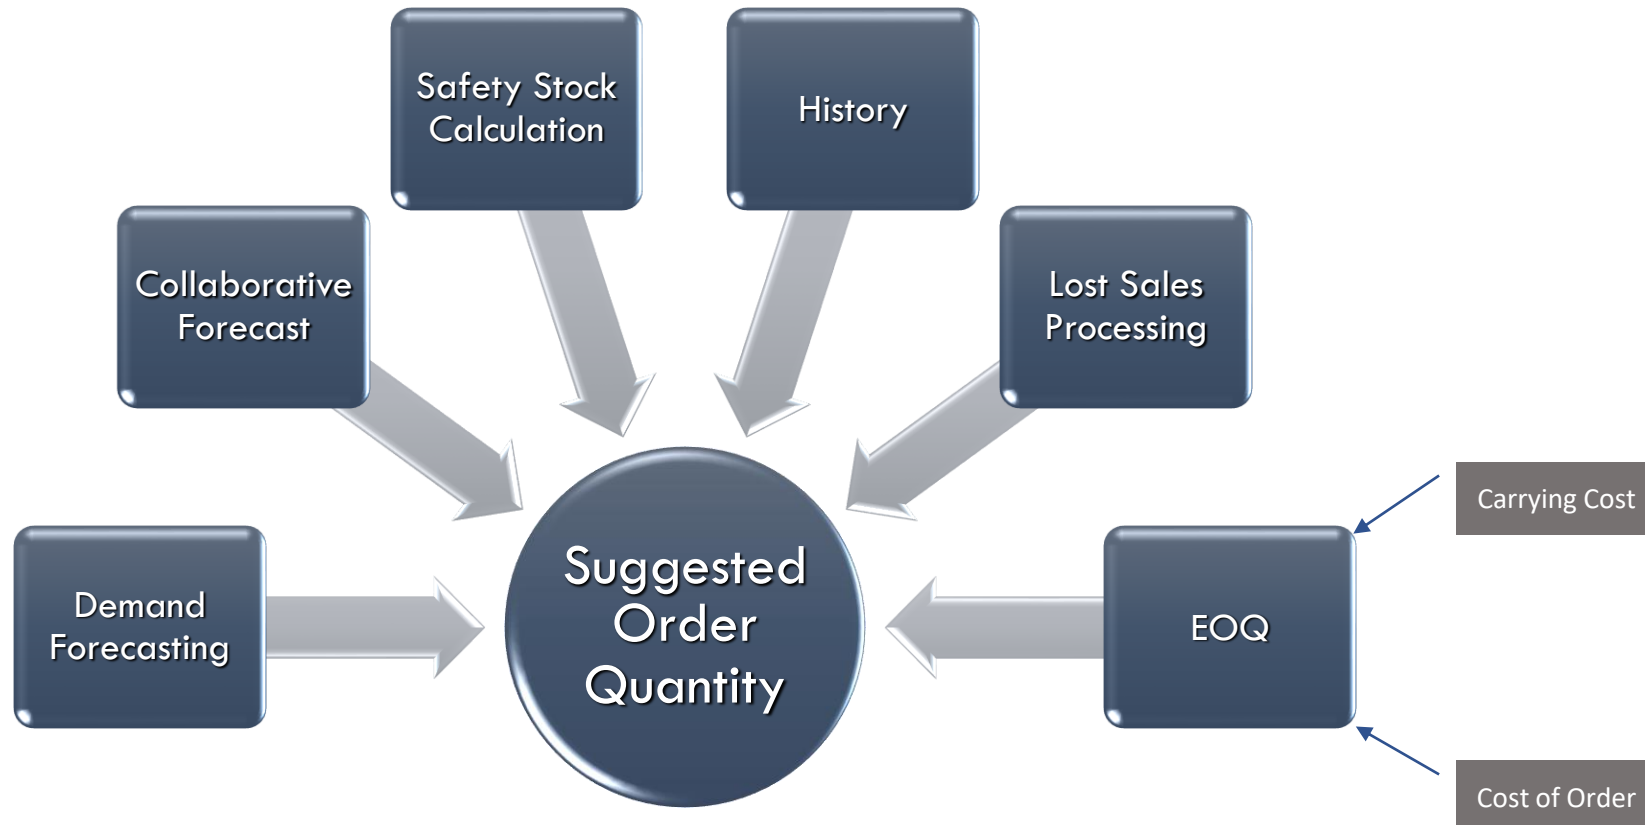 Safety Stock
Calculation
History
Collaborative
Forecast
Lost Sales
Processing
Carrying Cost
Demand
Forecasting
Suggested
Order
Quantity
EOQ
Cost of Order